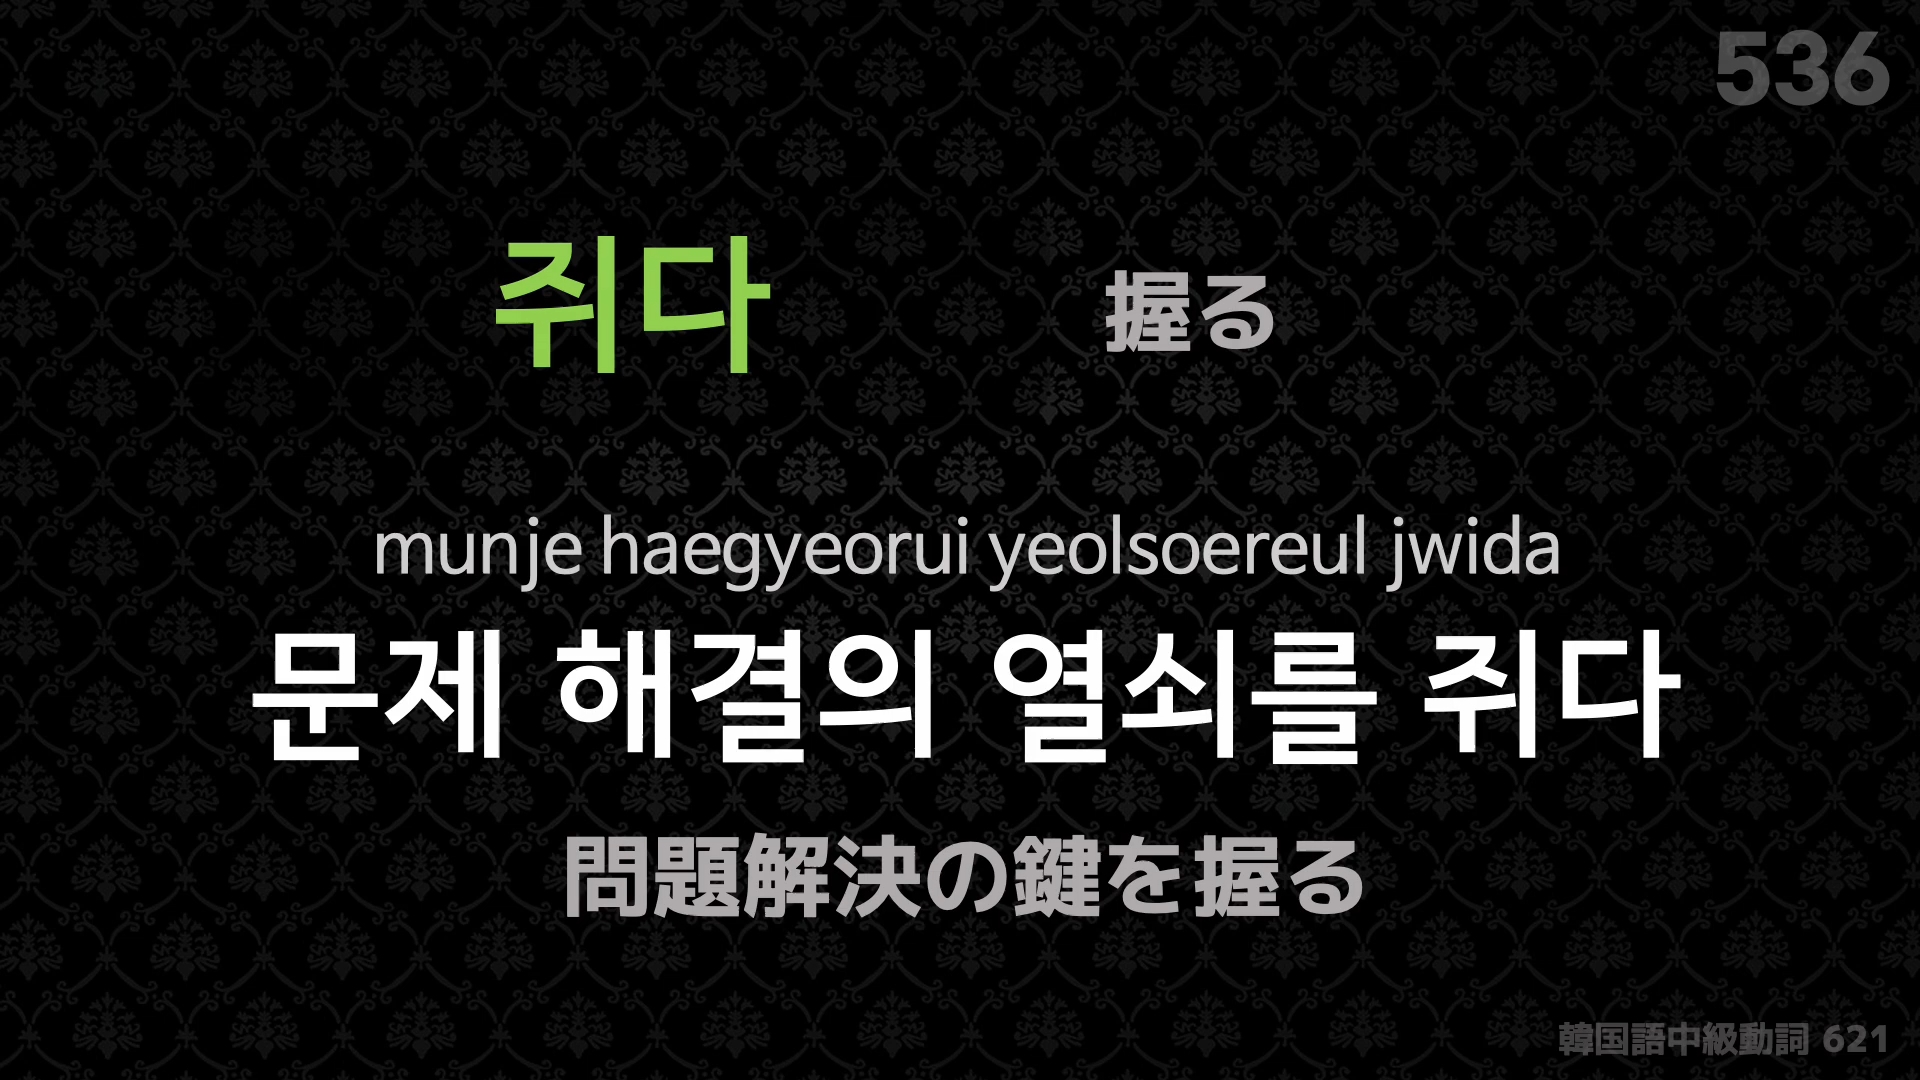 536
쥐다 握る
munje haegyeorui yeolsoereul jwida
문제 해결의 열쇠를 쥐다
問題解決の鍵を握る
韓国語中級動詞 621